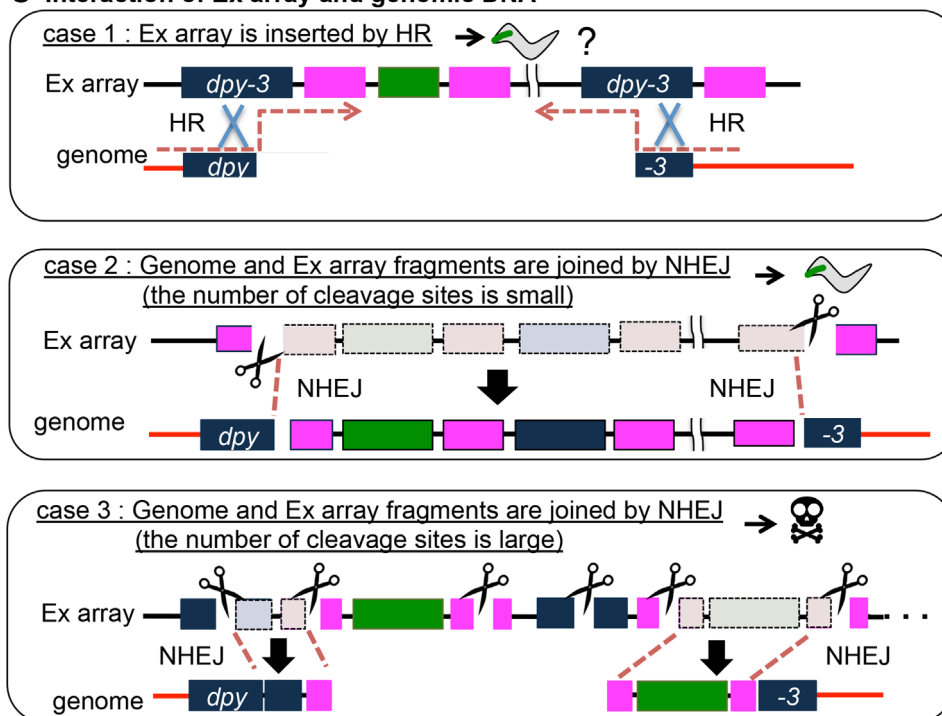 C Interaction of Ex array and genomic DNA
case 1 : Ex array is inserted by HR ?
Ex array dpy-3 dpy-3
HR HR
genome dpy -3
case 2 : Genome and Ex array fragments are joined by NHEJ
(the number of cleavage sites is small)
Ex array
NHEJ NHEJ
genome dpy -3
case 3 : Genome and Ex array fragments are joined by NHEJ
(the number of cleavage sites is large)
Ex array . . .
NHEJ NHEJ
genome dpy -3